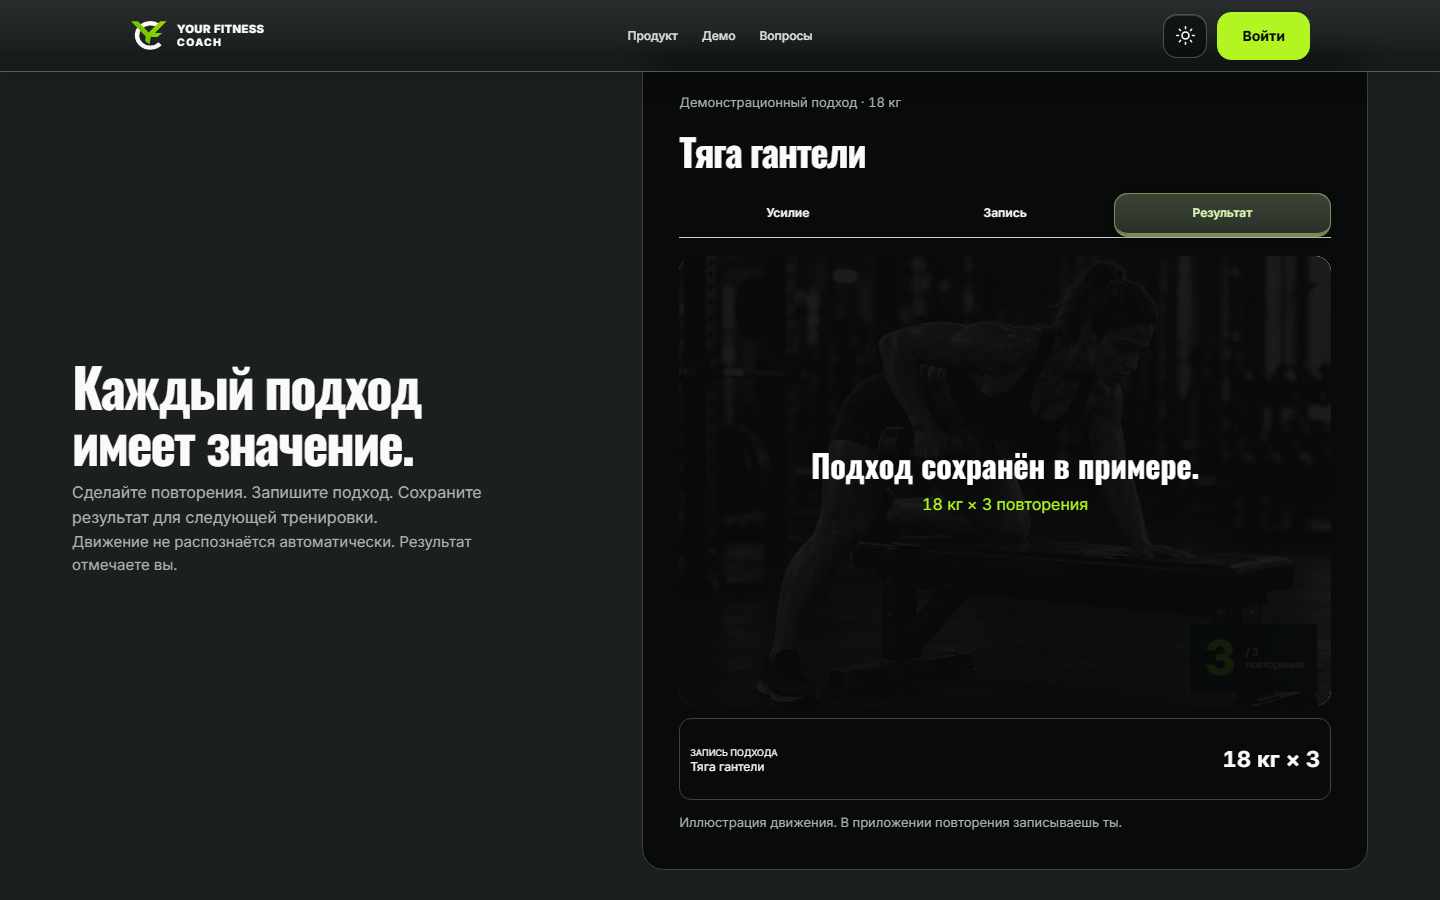 YOUR FITNESS
COACH
Продукт
Демо
Вопросы
Войти
Демонстрационный подход · 18 кг
Тяга гантели
Усилие
Запись
Результат
Каждый подход
имеет значение.
Сделайте повторения. Запишите подход. Сохраните
результат для следующей тренировки.
Движение не распознаётся автоматически. Результат
отмечаете вы.
Подход сохранён в примере.
18 кг × 3 повторения
3
/ 3
повторения
ЗАПИСЬ ПОДХОДА
Тяга гантели
18 кг × 3
Иллюстрация движения. В приложении повторения записываешь ты.